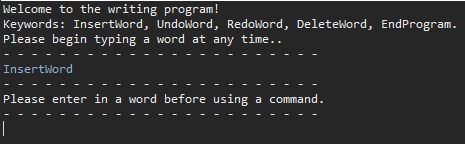 Welcome to the writing program!
Keywords: InsertWord, UndoWord, RedoWord, DeleteWord, EndProgram.
Please begin typing a word at any time..
- - - - - - - - - - - - - - - - - - - - - - - -
InsertWord
- - - - - - - - - - - - - - - - - - - - - - - -
Please enter in a word before using a command.
- - - - - - - - - - - - - - - - - - - - - - - -